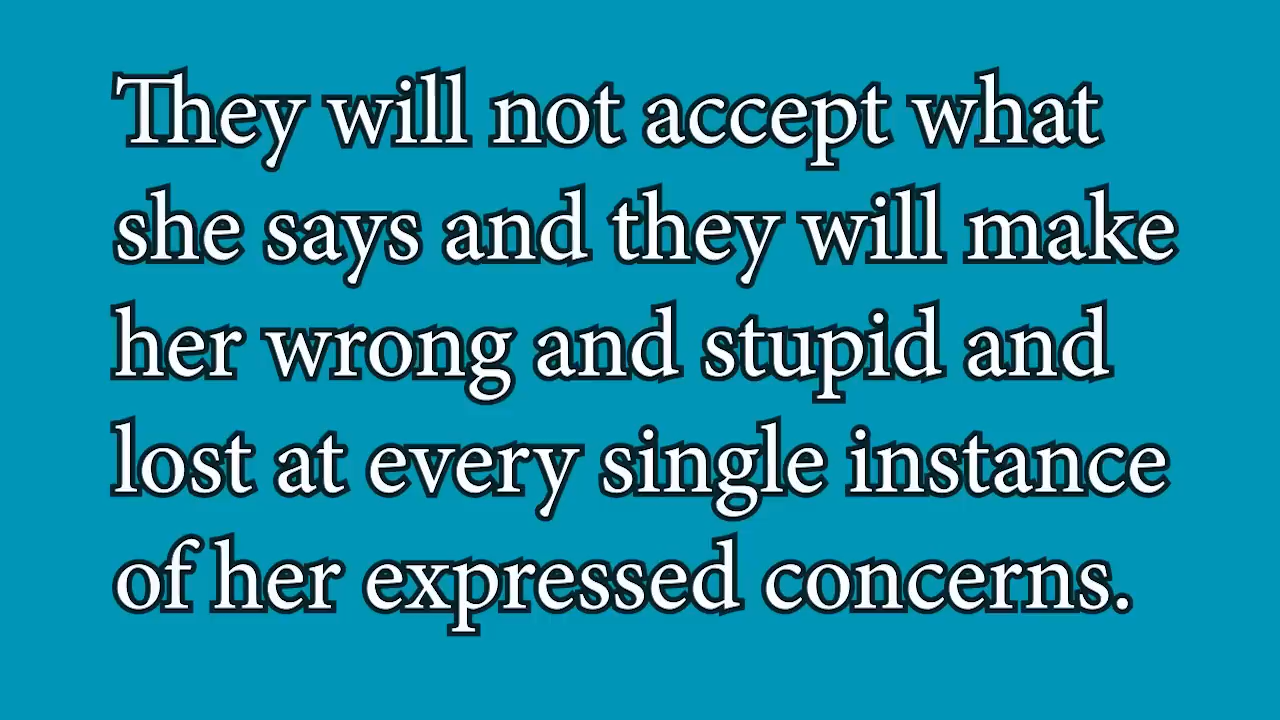 They will not accept what
she says and they will make
her wrong and stupid and
lost at every single instance
of her expressed concerns.